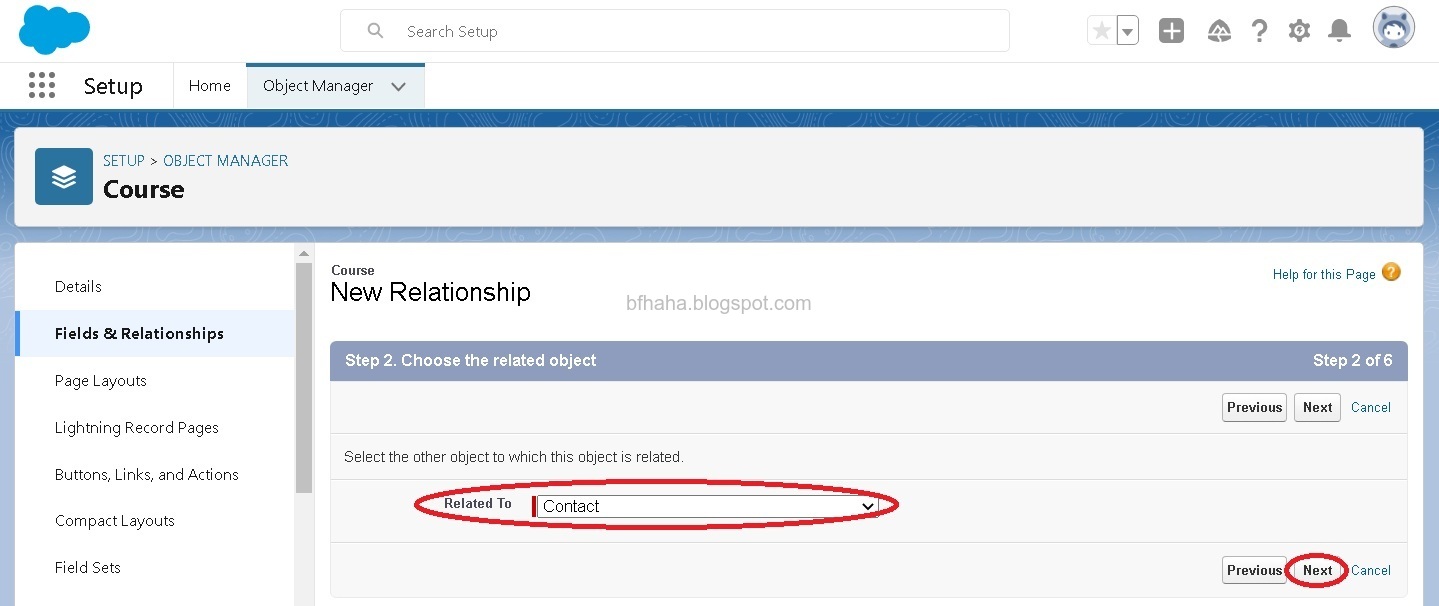 Search Setup
Setup Home Object Manager
SETUP > OBJECT MANAGER
Course
Details
Fields & Relationships
Page Layouts
Lightning Record Pages
Buttons, Links, and Actions
Compact Layouts
Field Sets
Course
New Relationship
Help for this Page ?
bfhaha.blogspot.com
Step 2. Choose the related object Step 2 of 6
Previous Next Cancel
Select the other object to which this object is related.
Related To Contact
Previous Next Cancel